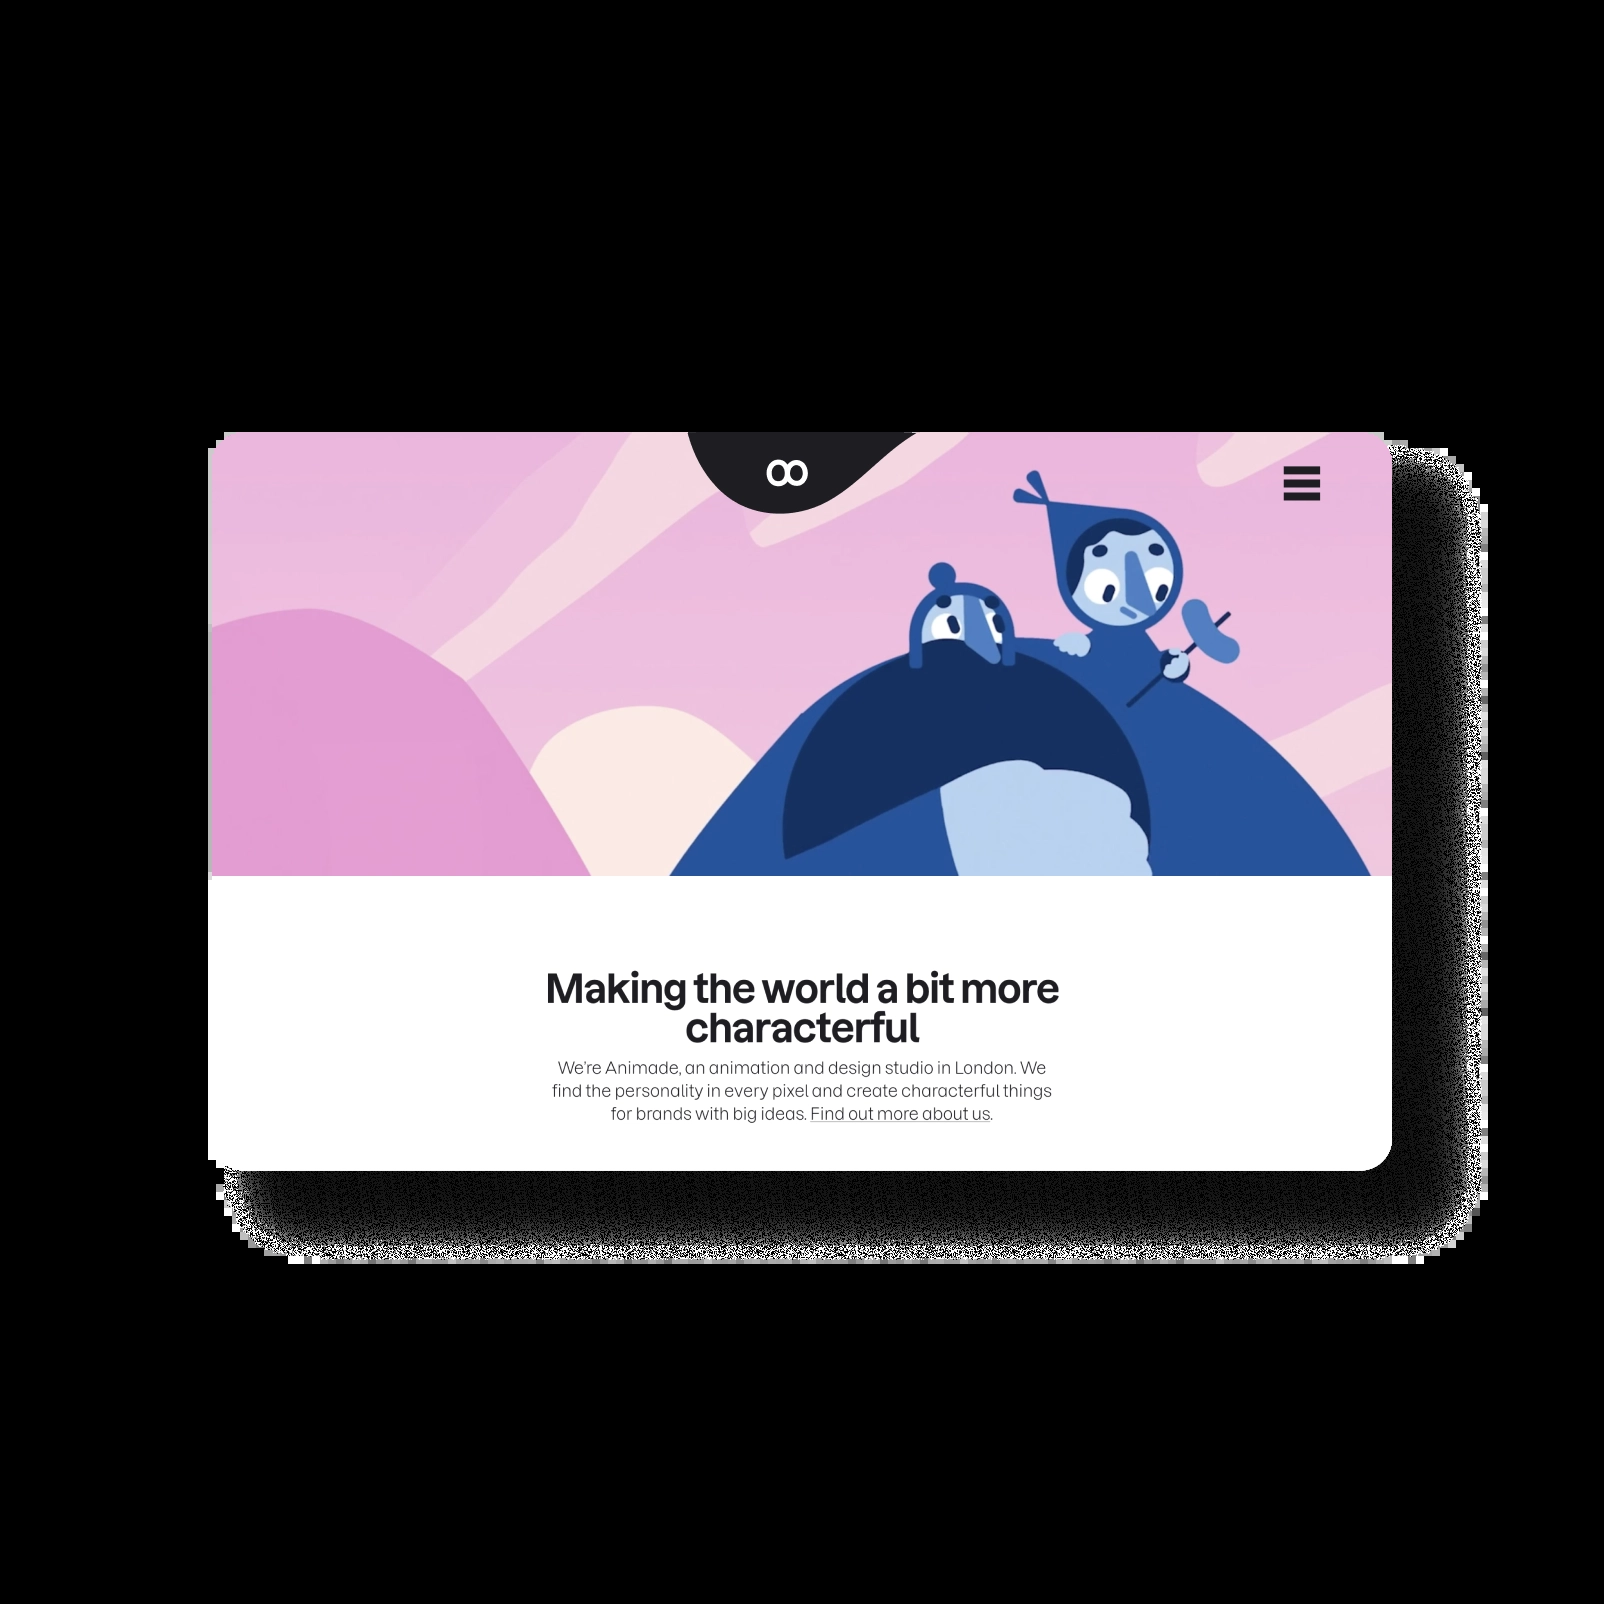 Making the world a bit more
characterful
We're Animade, an animation and design studio in London. We
find the personality in every pixel and create characterful things
for brands with big ideas. Find out more about us.